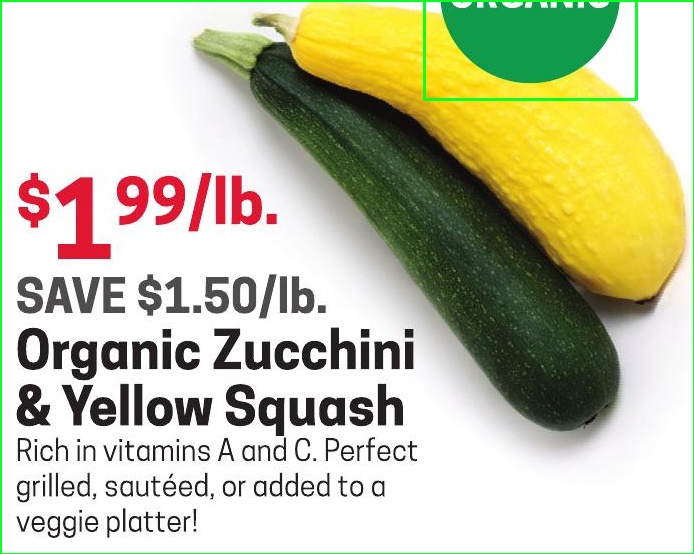 ORGANIC
$1.99/lb.
SAVE $1.50/lb.
Organic Zucchini
& Yellow Squash
Rich in vitamins A and C. Perfect
grilled, sautéed, or added to a
veggie platter!